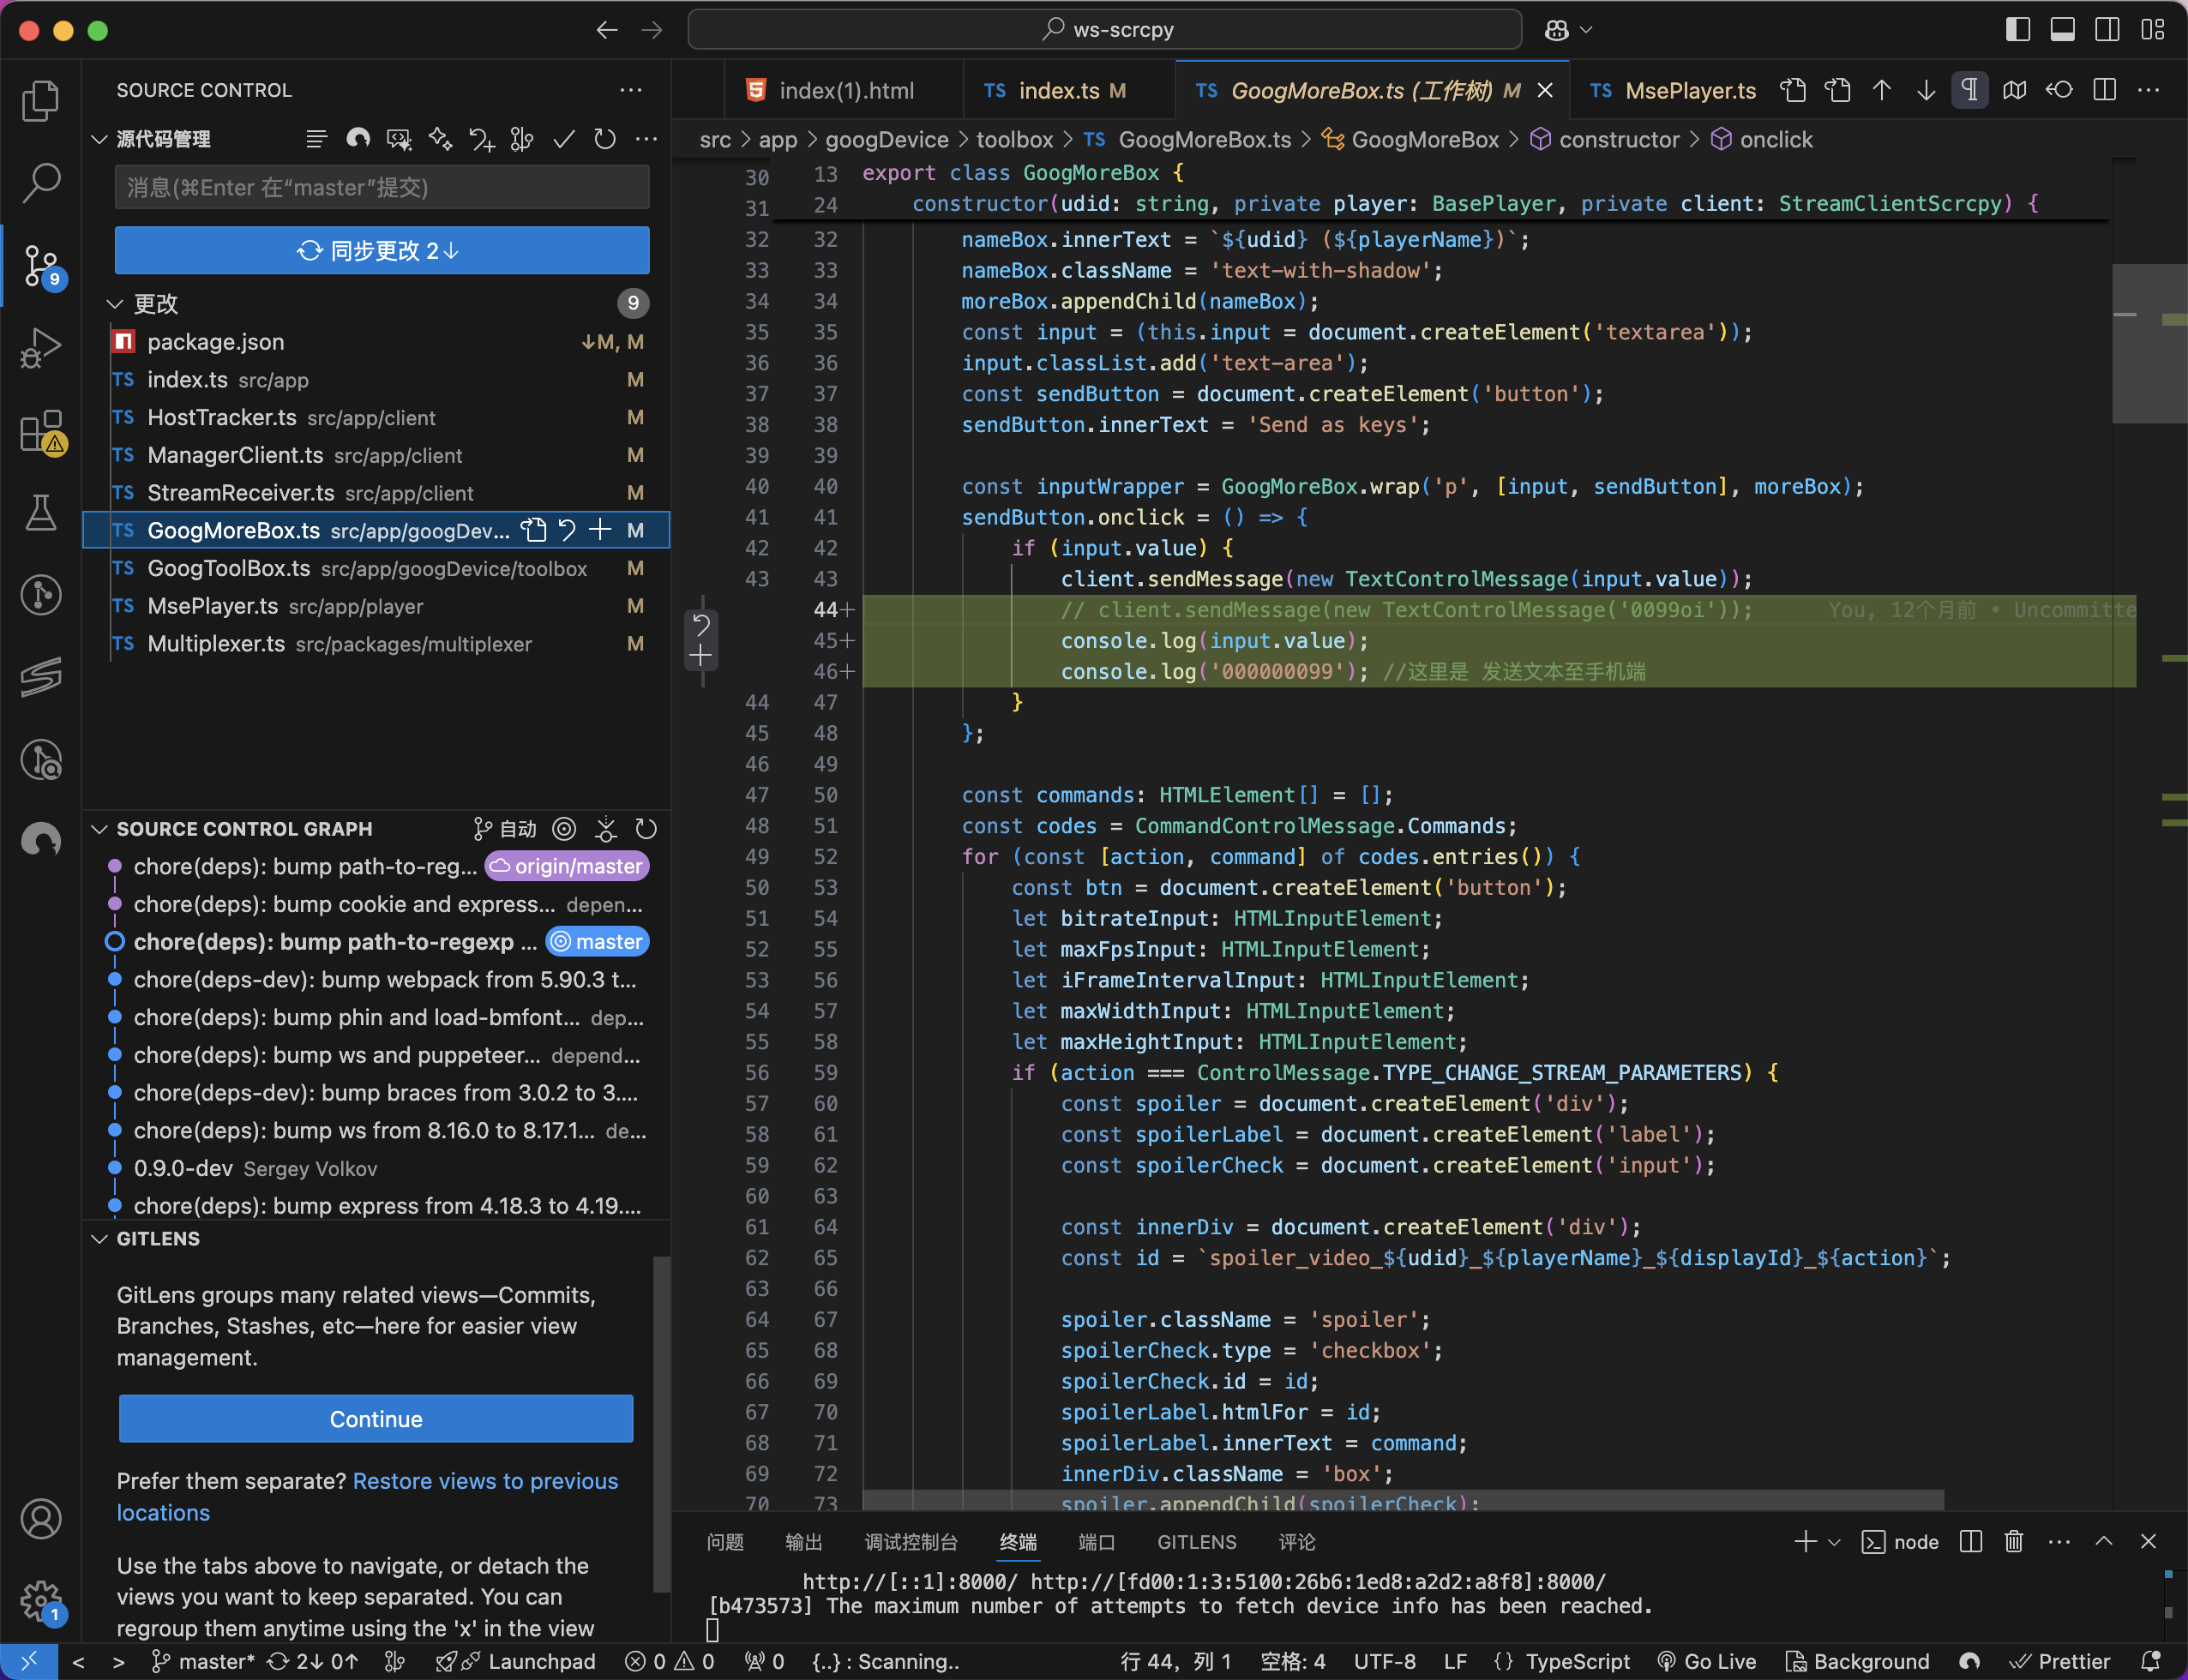 ws-scrcpy
SOURCE CONTROL
源代码管理
消息(⌘Enter 在“master”提交)
同步更改 2↓
更改 9
package.json ↓M, M
TS index.ts src/app M
TS HostTracker.ts src/app/client M
TS ManagerClient.ts src/app/client M
TS StreamReceiver.ts src/app/client M
TS GoogMoreBox.ts src/app/googDev... M
TS GoogToolBox.ts src/app/googDevice/toolbox M
TS MsePlayer.ts src/app/player M
TS Multiplexer.ts src/packages/multiplexer M
9
SOURCE CONTROL GRAPH 自动
chore(deps): bump path-to-reg... origin/master
chore(deps): bump cookie and express... depen...
chore(deps): bump path-to-regexp ... master
chore(deps-dev): bump webpack from 5.90.3 t...
chore(deps): bump phin and load-bmfont... dep...
chore(deps): bump ws and puppeteer... depend...
chore(deps-dev): bump braces from 3.0.2 to 3....
chore(deps): bump ws from 8.16.0 to 8.17.1... de...
0.9.0-dev Sergey Volkov
chore(deps): bump express from 4.18.3 to 4.19....
GITLENS
GitLens groups many related views—Commits,
Branches, Stashes, etc—here for easier view
management.
Continue
Prefer them separate? Restore views to previous
locations
Use the tabs above to navigate, or detach the
views you want to keep separated. You can
regroup them anytime using the 'x' in the view
1
index(1).html
TS index.ts M
TS GoogMoreBox.ts (工作树) M
TS MsePlayer.ts
src > app > googDevice > toolbox > TS GoogMoreBox.ts > GoogMoreBox > constructor > onclick
30 13 export class GoogMoreBox {
31 24 constructor(udid: string, private player: BasePlayer, private client: StreamClientScrcpy) {
32 32 nameBox.innerText = `${udid} (${playerName})`;
33 33 nameBox.className = 'text-with-shadow';
34 34 moreBox.appendChild(nameBox);
35 35 const input = (this.input = document.createElement('textarea'));
36 36 input.classList.add('text-area');
37 37 const sendButton = document.createElement('button');
38 38 sendButton.innerText = 'Send as keys';
39 39
40 40 const inputWrapper = GoogMoreBox.wrap('p', [input, sendButton], moreBox);
41 41 sendButton.onclick = () => {
42 42 if (input.value) {
43 43 client.sendMessage(new TextControlMessage(input.value));
44+ // client.sendMessage(new TextControlMessage('0099oi')); You, 12个月前 • Uncommitte
45+ console.log(input.value);
46+ console.log('000000099'); //这里是 发送文本至手机端
44 47 }
45 48 };
46 49
47 50 const commands: HTMLElement[] = [];
48 51 const codes = CommandControlMessage.Commands;
49 52 for (const [action, command] of codes.entries()) {
50 53 const btn = document.createElement('button');
51 54 let bitrateInput: HTMLInputElement;
52 55 let maxFpsInput: HTMLInputElement;
53 56 let iFrameIntervalInput: HTMLInputElement;
54 57 let maxWidthInput: HTMLInputElement;
55 58 let maxHeightInput: HTMLInputElement;
56 59 if (action === ControlMessage.TYPE_CHANGE_STREAM_PARAMETERS) {
57 60 const spoiler = document.createElement('div');
58 61 const spoilerLabel = document.createElement('label');
59 62 const spoilerCheck = document.createElement('input');
60 63
61 64 const innerDiv = document.createElement('div');
62 65 const id = `spoiler_video_${udid}_${playerName}_${displayId}_${action}`;
63 66
64 67 spoiler.className = 'spoiler';
65 68 spoilerCheck.type = 'checkbox';
66 69 spoilerCheck.id = id;
67 70 spoilerLabel.htmlFor = id;
68 71 spoilerLabel.innerText = command;
69 72 innerDiv.className = 'box';
70 73 spoiler.appendChild(spoilerCheck);
问题 输出 调试控制台 终端 端口 GITLENS 评论 node
http://[::1]:8000/ http://[fd00:1:3:5100:26b6:1ed8:a2d2:a8f8]:8000/
[b473573] The maximum number of attempts to fetch device info has been reached.
< > master* 2↓ 0↑ Launchpad 0 0 0 {..} : Scanning.. 行 44, 列 1 空格: 4 UTF-8 LF {} TypeScript Go Live Background Prettier